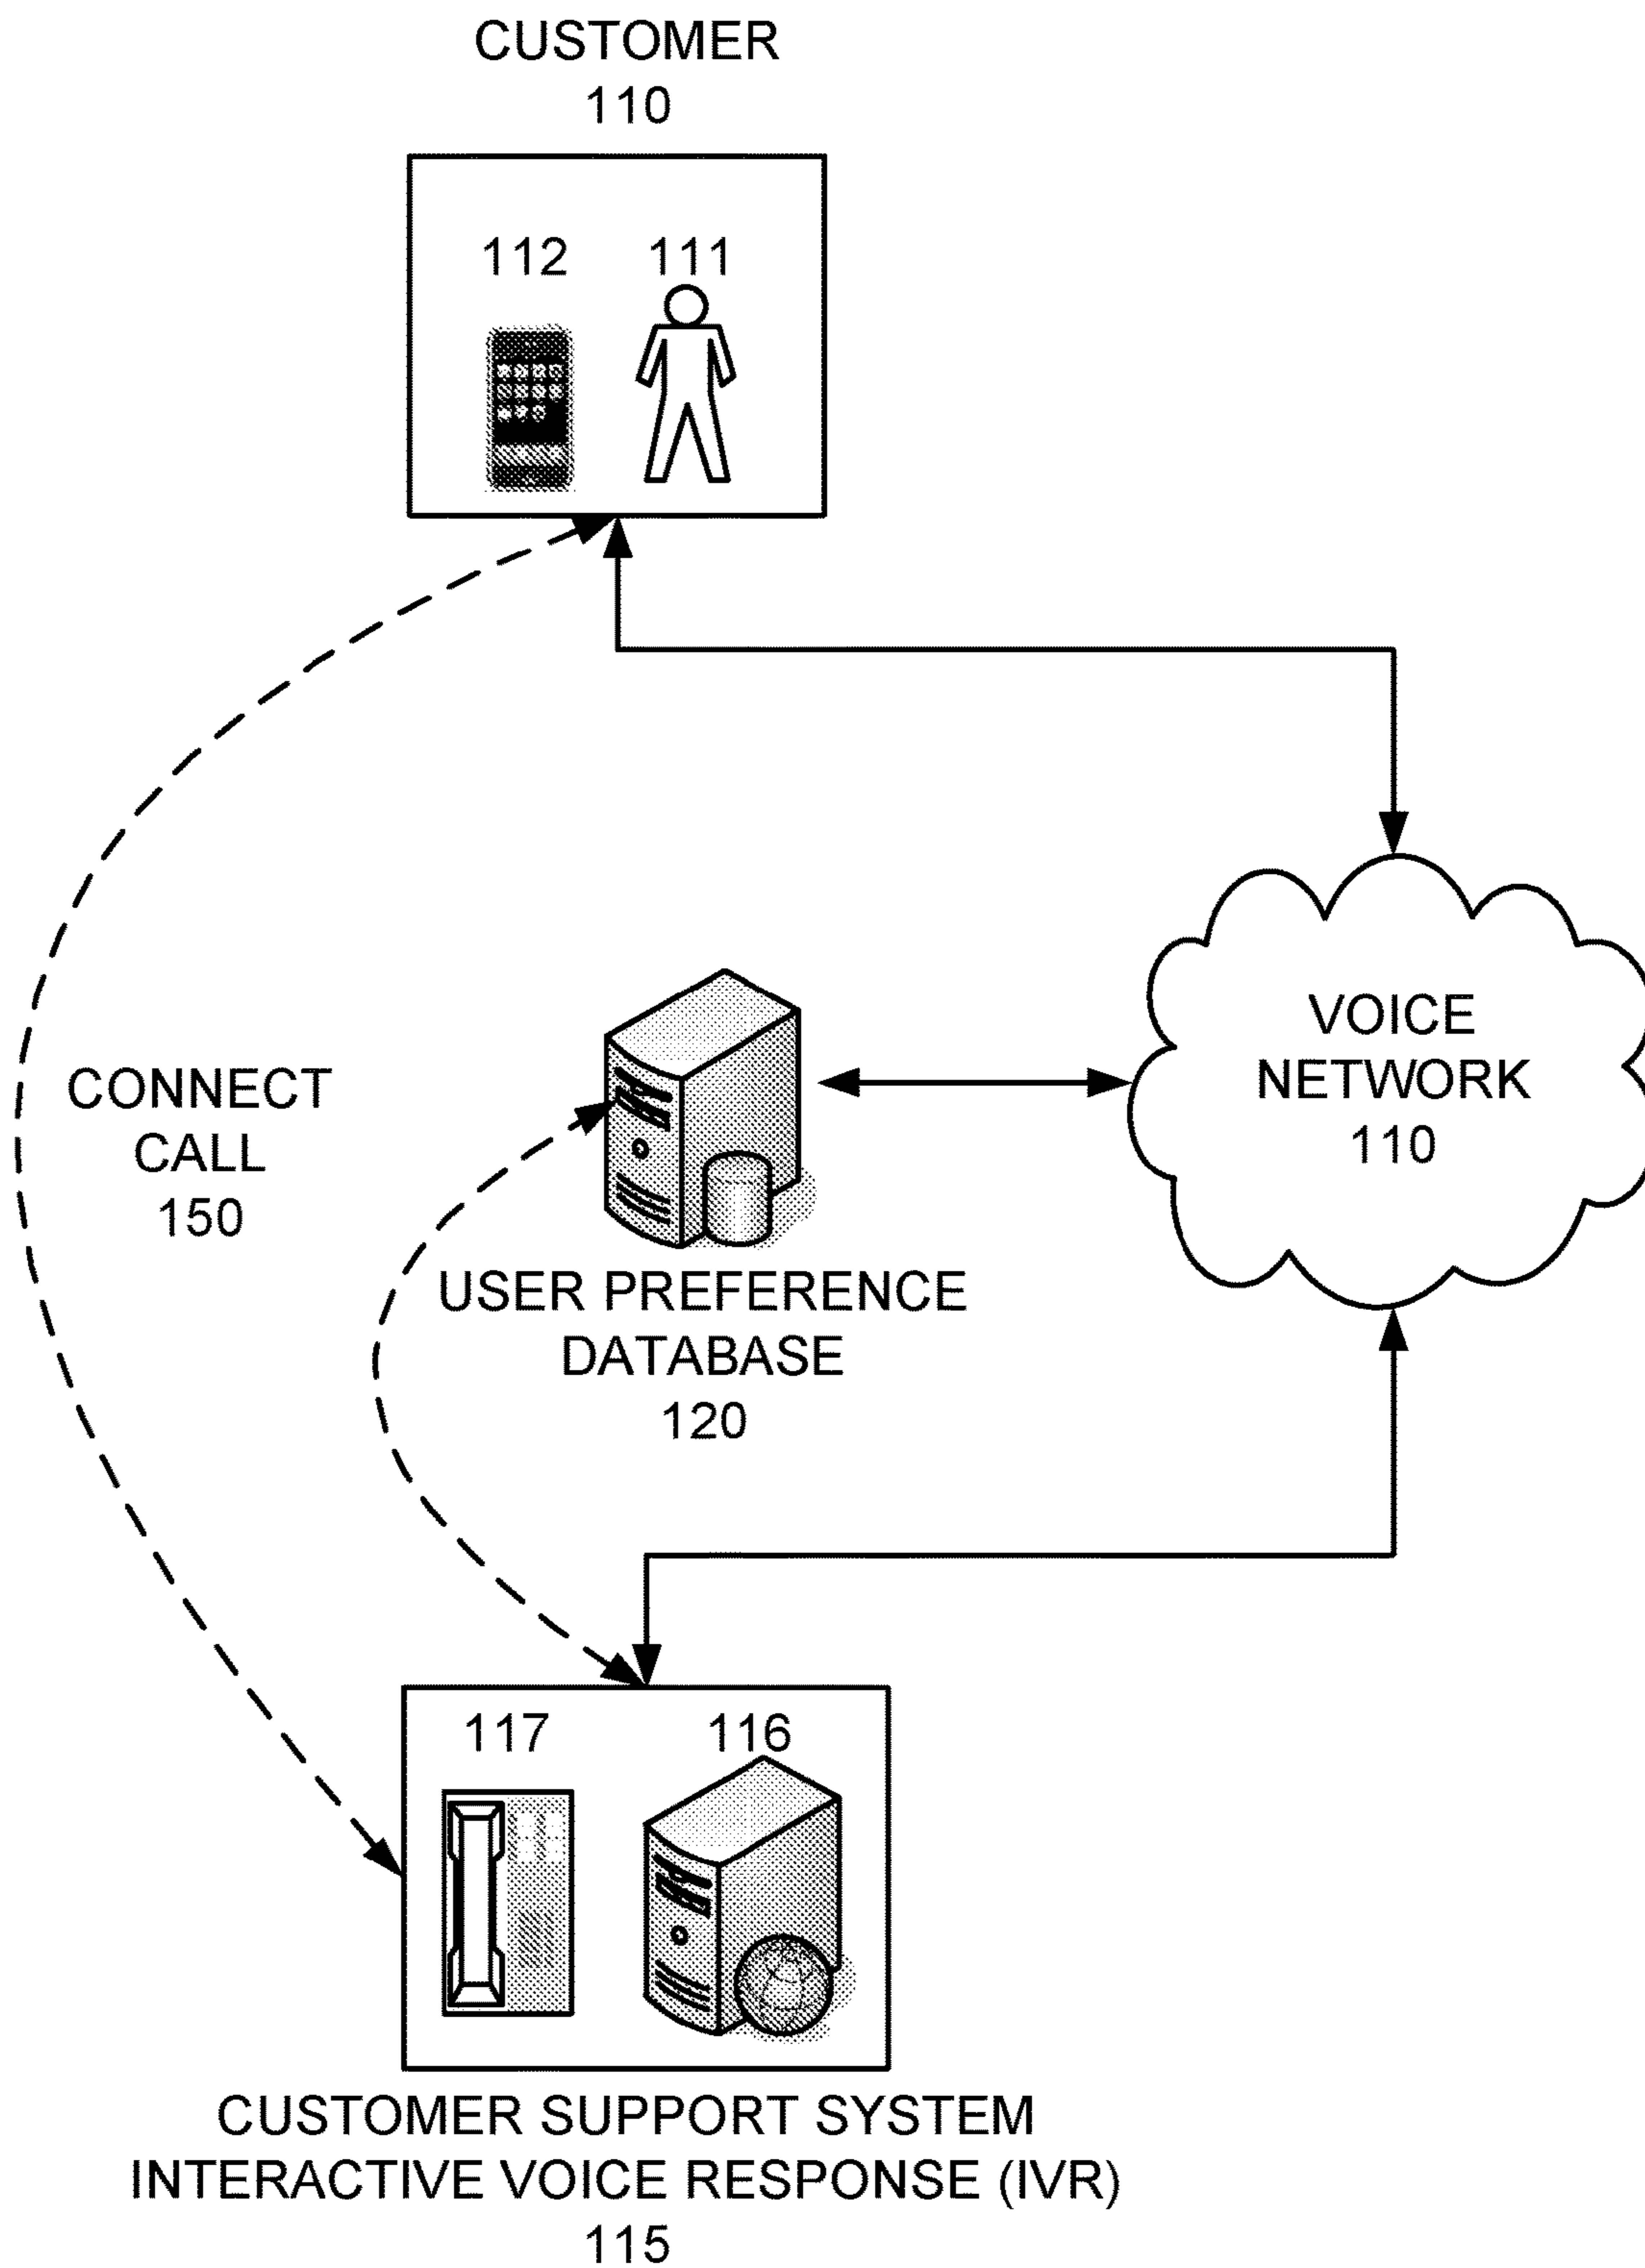 CUSTOMER
110
112 111
VOICE
NETWORK
110
CONNECT
CALL
150
USER PREFERENCE
DATABASE
120
117 116
CUSTOMER SUPPORT SYSTEM
INTERACTIVE VOICE RESPONSE (IVR)
115